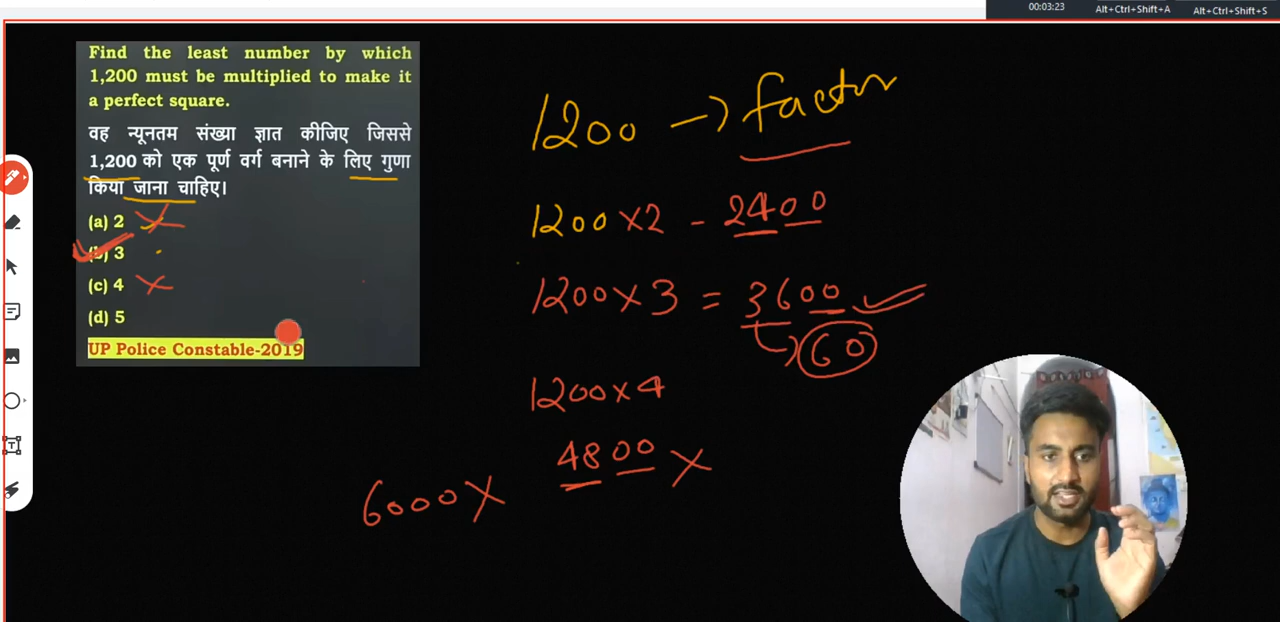 00:03:23 Alt+Ctrl+Shift+A Alt+Ctrl+Shift+S
Find the least number by which
1,200 must be multiplied to make it
a perfect square.
वह न्यूनतम संख्या ज्ञात कीजिए जिससे
1,200 को एक पूर्ण वर्ग बनाने के लिए गुणा
किया जाना चाहिए।
(a) 2
(b) 3
(c) 4
(d) 5
UP Police Constable-2019
1200 → factor
1200 × 2 - 2400
1200 × 3 = 3600
60
1200 × 4
4800 ×
6000 ×